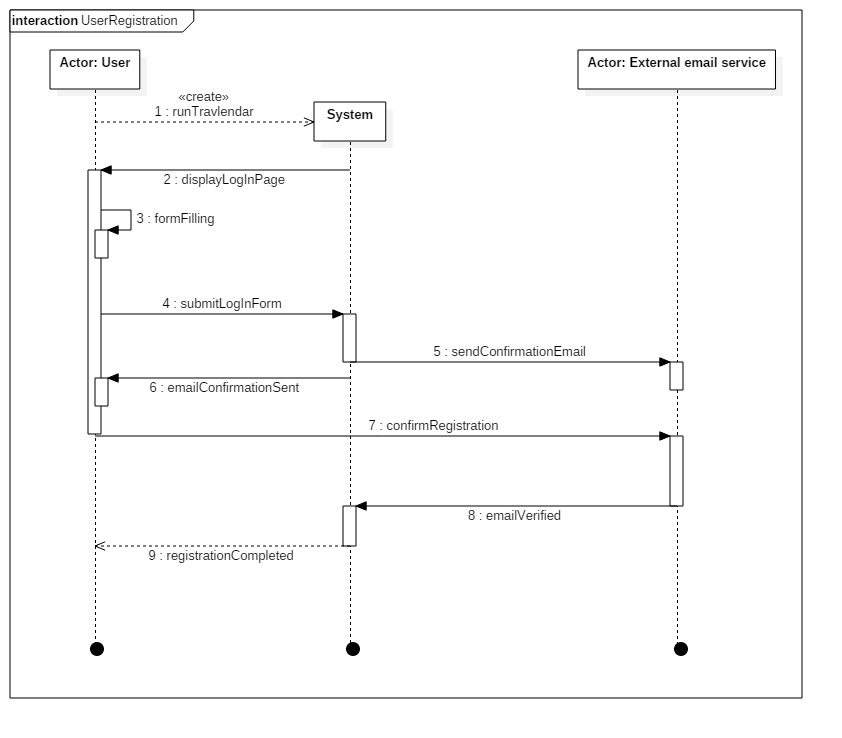 interaction UserRegistration
Actor: User
Actor: External email service
«create»
1 : runTravlendar
System
2 : displayLogInPage
3 : formFilling
4 : submitLogInForm
5 : sendConfirmationEmail
6 : emailConfirmationSent
7 : confirmRegistration
8 : emailVerified
9 : registrationCompleted